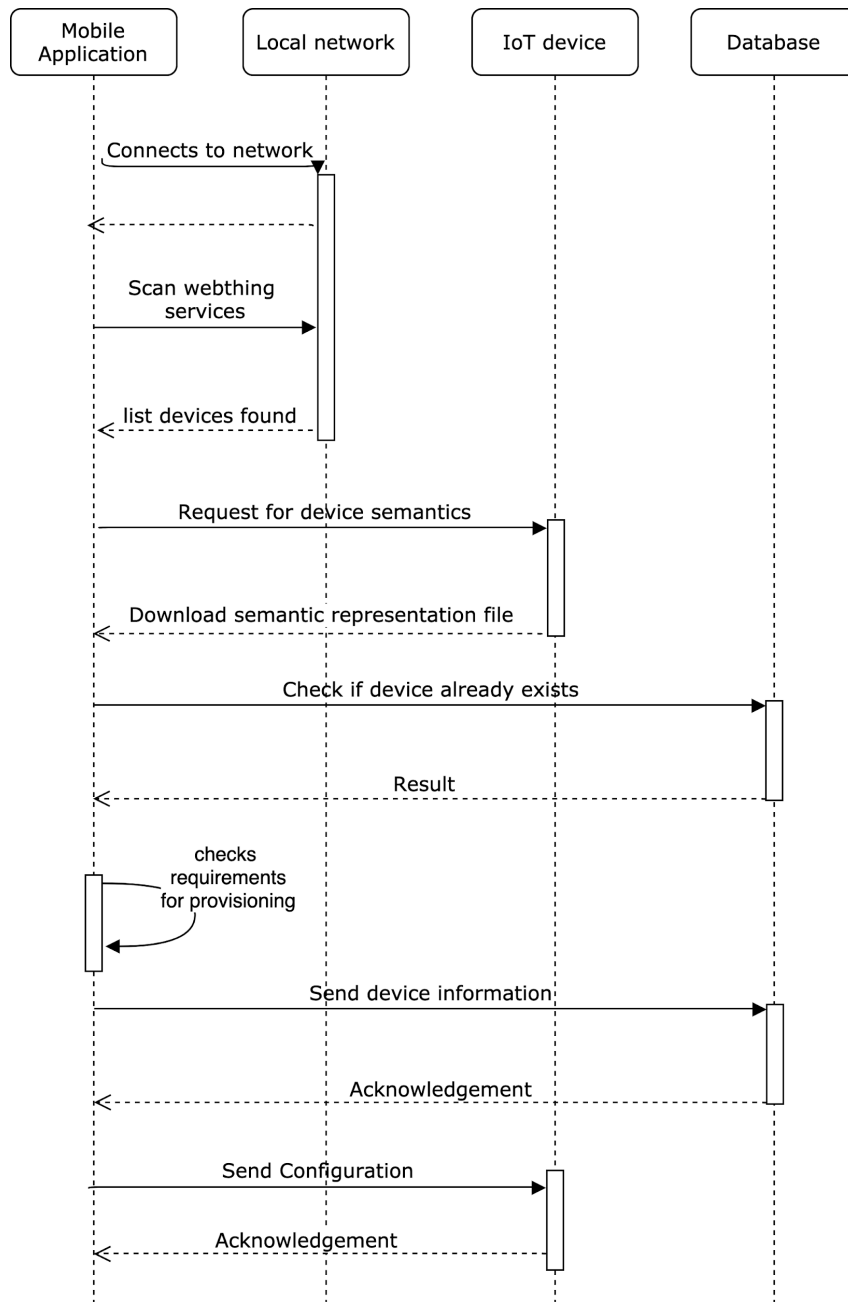 Mobile
Application
Local network
IoT device
Database
Connects to network
Scan webthing
services
list devices found
Request for device semantics
Download semantic representation file
Check if device already exists
Result
checks
requirements
for provisioning
Send device information
Acknowledgement
Send Configuration
Acknowledgement